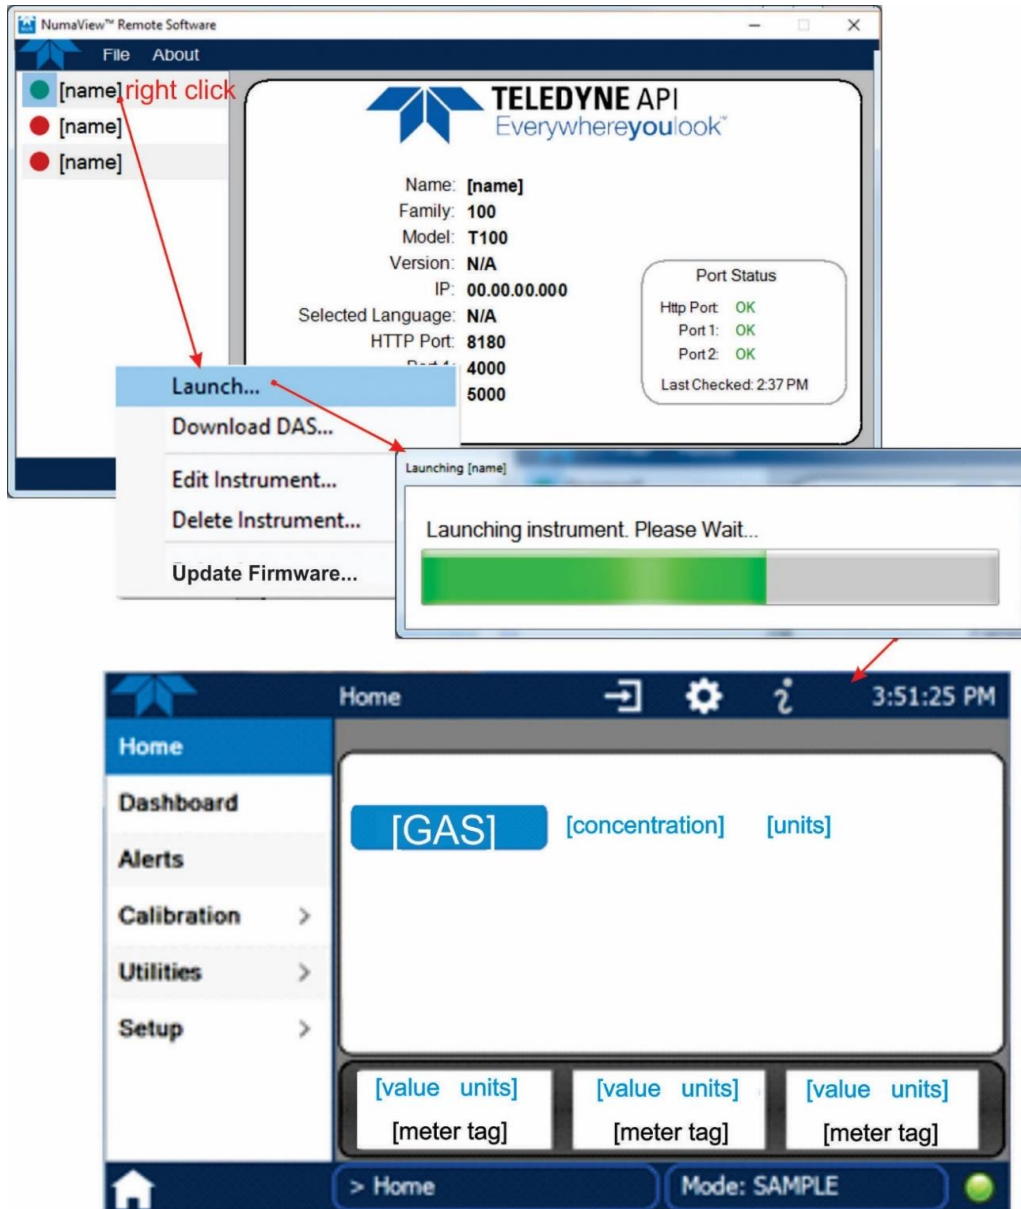 NumaView™ Remote Software
File About
[name] right click
[name]
[name]
TELEDYNE API
Everywhereyoulook™
Name: [name]
Family: 100
Model: T100
Version: N/A
IP: 00.00.00.000
Selected Language: N/A
HTTP Port: 8180
4000
5000
Port Status
Http Port: OK
Port 1: OK
Port 2: OK
Last Checked: 2:37 PM
Launch...
Download DAS...
Edit Instrument...
Delete Instrument...
Update Firmware...
Launching [name]
Launching instrument. Please Wait...
Home 3:51:25 PM
Home
Dashboard
Alerts
Calibration >
Utilities >
Setup >
[GAS] [concentration] [units]
[value units] [value units] [value units]
[meter tag] [meter tag] [meter tag]
> Home Mode: SAMPLE